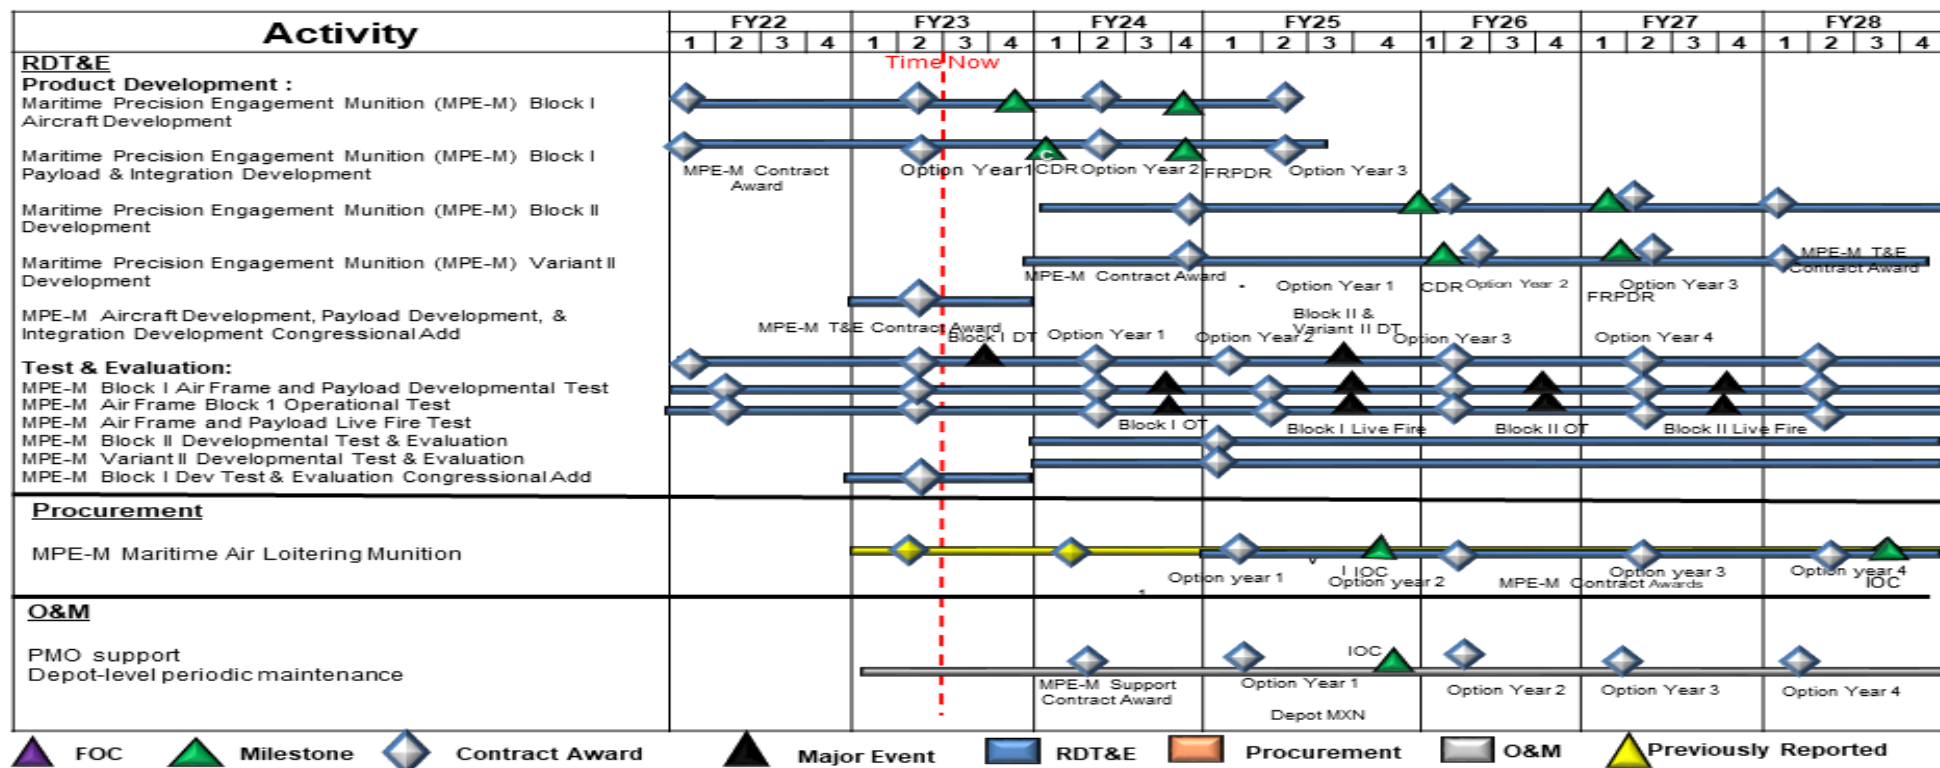 Activity
FY22 FY23 FY24 FY25 FY26 FY27 FY28
1 2 3 4 1 2 3 4 1 2 3 4 1 2 3 4 1 2 3 4 1 2 3 4 1 2 3 4
RDT&E
Time Now
Product Development :
Maritime Precision Engagement Munition (MPE-M) Block I
Aircraft Development
Maritime Precision Engagement Munition (MPE-M) Block I
Payload & Integration Development
C
MPE-M Contract
Award
Option Year1
CDR
Option Year 2
FRPDR
Option Year 3
Maritime Precision Engagement Munition (MPE-M) Block II
Development
Maritime Precision Engagement Munition (MPE-M) Variant II
Development
MPE-M T&E
Contract Award
MPE-M Contract Award
Option Year 1
CDR
Option Year 2
FRPDR
Option Year 3
MPE-M Aircraft Development, Payload Development, &
Integration Development Congressional Add
MPE-M T&E Contract Award
Block I DT
Option Year 1
Option Year 2
Block II &
Variant II DT
Option Year 3
Option Year 4
Test & Evaluation:
MPE-M Block I Air Frame and Payload Developmental Test
MPE-M Air Frame Block 1 Operational Test
MPE-M Air Frame and Payload Live Fire Test
Block I OT
Block I Live Fire
Block II OT
Block II Live Fire
MPE-M Block II Developmental Test & Evaluation
MPE-M Variant II Developmental Test & Evaluation
MPE-M Block I Dev Test & Evaluation Congressional Add
Procurement
MPE-M Maritime Air Loitering Munition
Option year 1
I IOC
Option year 2
MPE-M Contract Awards
Option year 3
Option year 4
IOC
O&M
PMO support
Depot-level periodic maintenance
IOC
MPE-M Support
Contract Award
Option Year 1
Option Year 2
Option Year 3
Option Year 4
Depot MXN
FOC
Milestone
Contract Award
Major Event
RDT&E
Procurement
O&M
Previously Reported